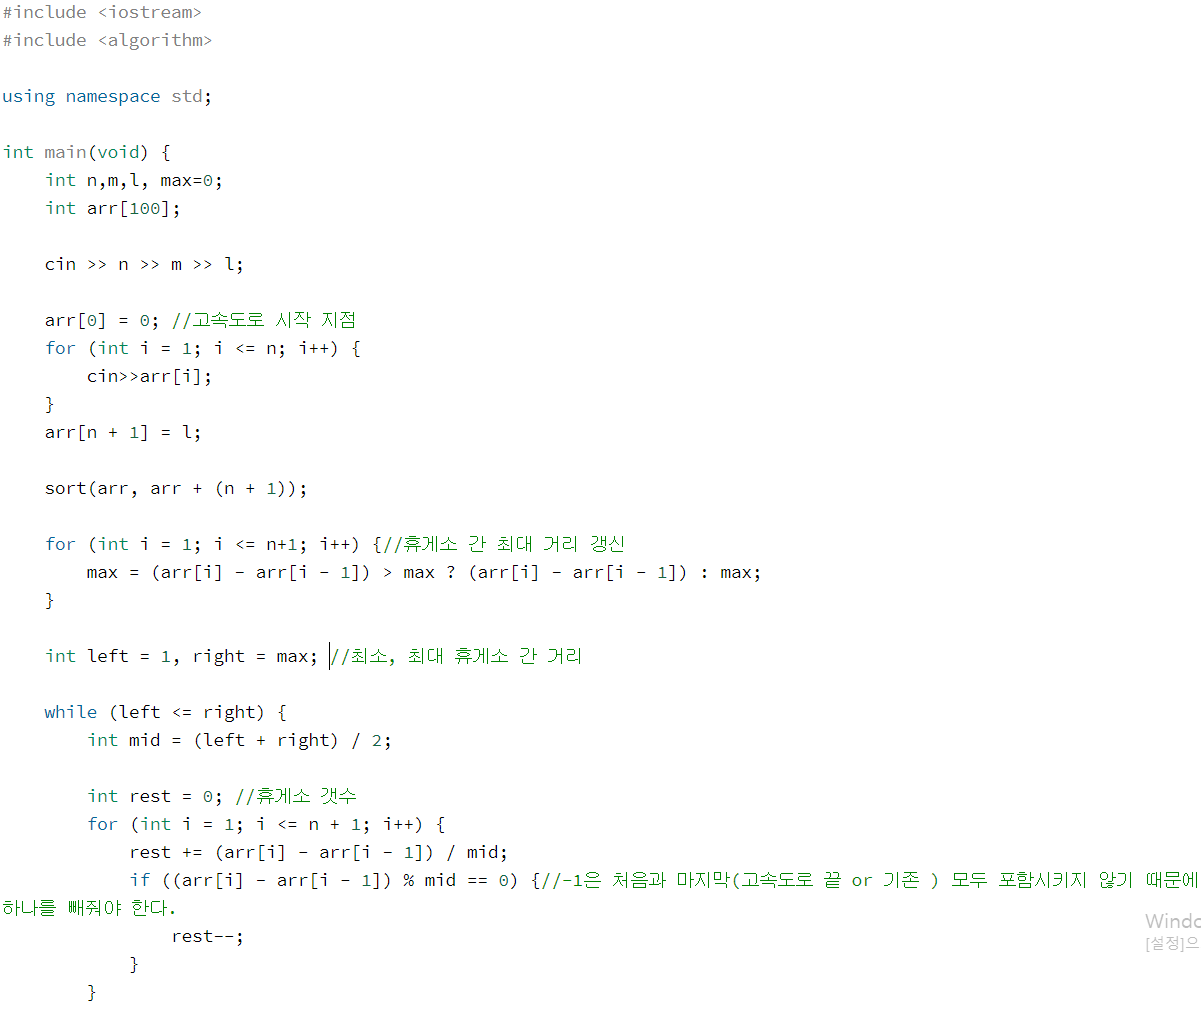 #include <iostream>
#include <algorithm>
using namespace std;
int main(void) {
    int n,m,l, max=0;
    int arr[100];
    cin >> n >> m >> l;
    arr[0] = 0; //고속도로 시작 지점
    for (int i = 1; i <= n; i++) {
        cin>>arr[i];
    }
    arr[n + 1] = l;
    sort(arr, arr + (n + 1));
    for (int i = 1; i <= n+1; i++) {//휴게소 간 최대 거리 갱신
        max = (arr[i] - arr[i - 1]) > max ? (arr[i] - arr[i - 1]) : max;
    }
    int left = 1, right = max; //최소, 최대 휴게소 간 거리
    while (left <= right) {
        int mid = (left + right) / 2;
        int rest = 0; //휴게소 갯수
        for (int i = 1; i <= n + 1; i++) {
            rest += (arr[i] - arr[i - 1]) / mid;
            if ((arr[i] - arr[i - 1]) % mid == 0) {//-1은 처음과 마지막(고속도로 끝 or 기존 ) 모두 포함시키지 않기 때문에
하나를 빼줘야 한다.
                rest--;
            }
        }
Windo
[설정]으